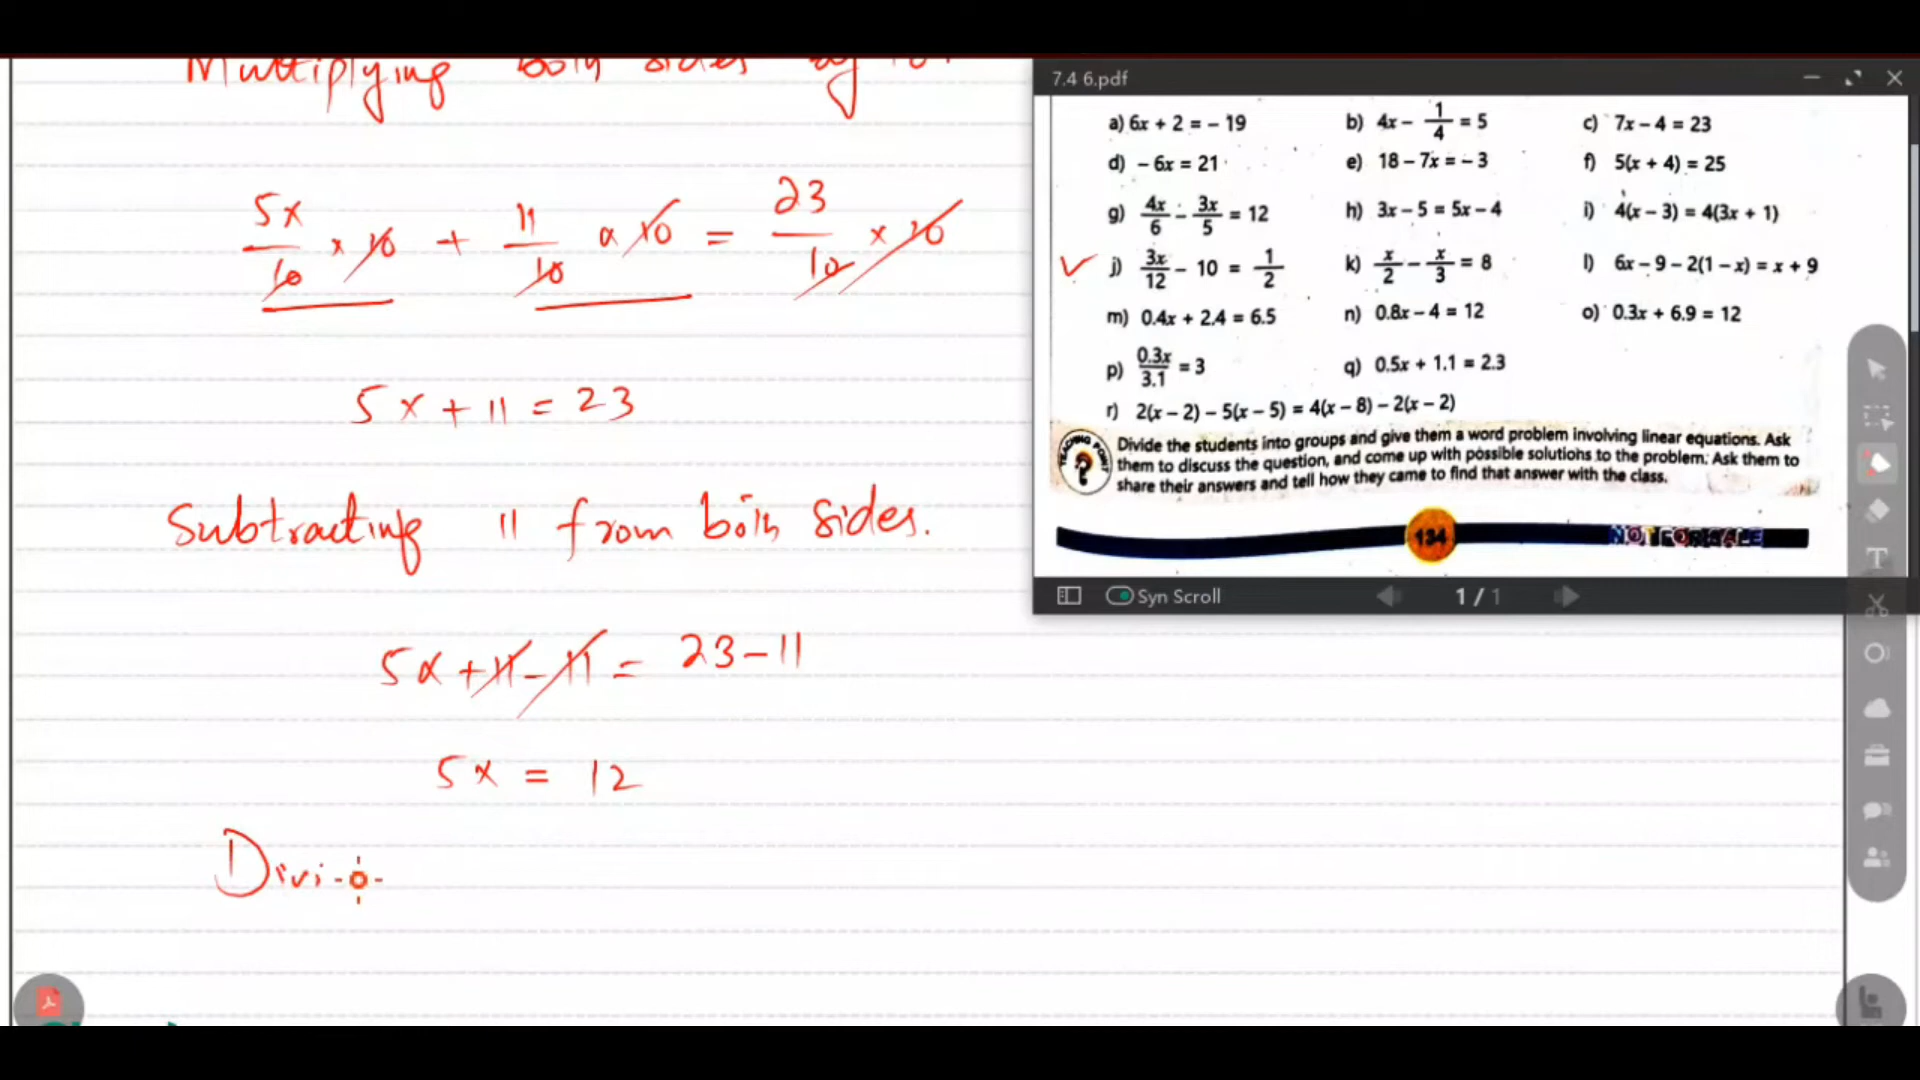 Multiplying both sides by 10.
5x/10 × 10 + 11/10 × 10 = 23/10 × 10
5x + 11 = 23
Subtracting 11 from both sides.
5x + 11 - 11 = 23 - 11
5x = 12
Divi
7.4 6.pdf
a) 6x + 2 = – 19 b) 4x – 1/4 = 5 c) 7x – 4 = 23
d) – 6x = 21 e) 18 – 7x = – 3 f) 5(x + 4) = 25
g) 4x/6 - 3x/5 = 12 h) 3x – 5 = 5x – 4 i) 4(x – 3) = 4(3x + 1)
j) 3x/12 – 10 = 1/2 k) x/2 – x/3 = 8 l) 6x – 9 – 2(1 – x) = x + 9
m) 0.4x + 2.4 = 6.5 n) 0.8x – 4 = 12 o) 0.3x + 6.9 = 12
p) 0.3x/3.1 = 3 q) 0.5x + 1.1 = 2.3
r) 2(x – 2) – 5(x – 5) = 4(x – 8) – 2(x – 2)
TEACHING POINT
?
Divide the students into groups and give them a word problem involving linear equations. Ask
them to discuss the question, and come up with possible solutions to the problem. Ask them to
share their answers and tell how they came to find that answer with the class.
134
NOT FOR SALE
Syn Scroll
1 / 1
T